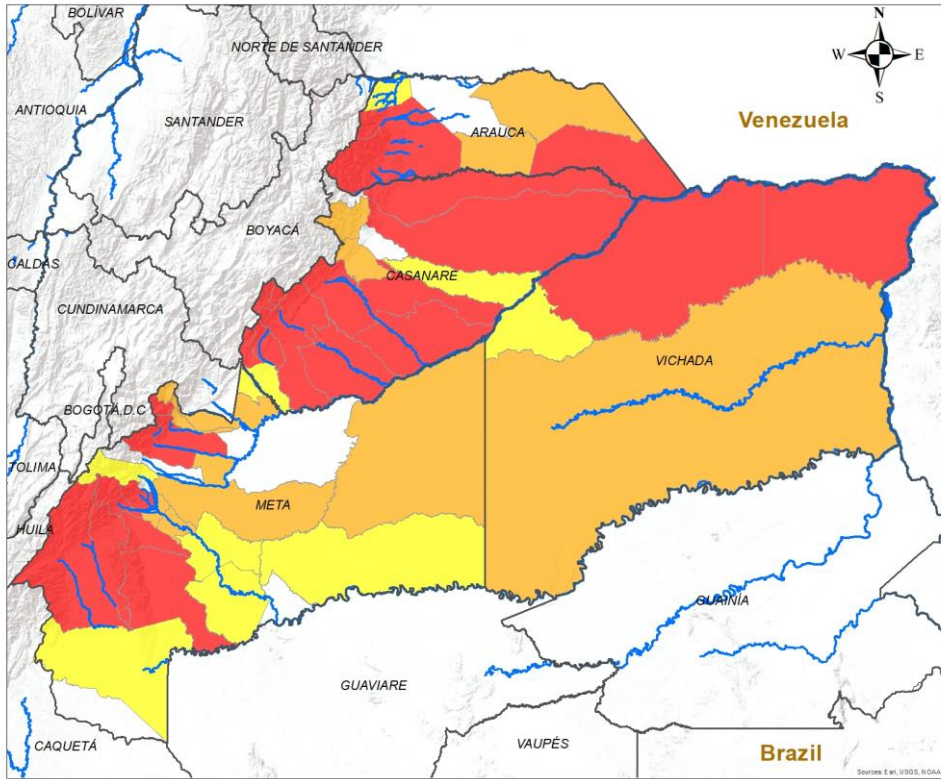 BOLÍVAR
N
NORTE DE SANTANDER
W
E
S
ANTIOQUIA
SANTANDER
Venezuela
ARAUCA
BOYACÁ
CALDAS
CASANARE
CUNDINAMARCA
VICHADA
BOGOTÁ, D.C
TOLIMA
META
HUILA
GUAINÍA
GUAVIARE
CAQUETÁ
VAUPÉS
Brazil
Sources: Esri, USGS, NOAA